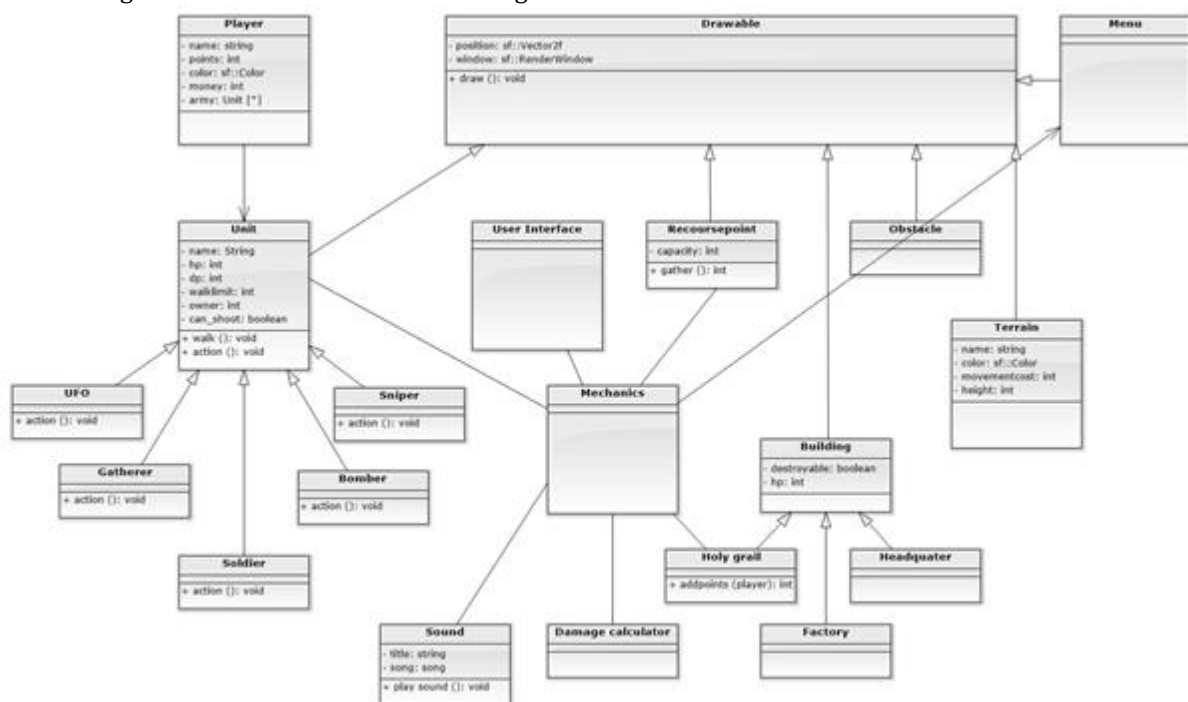 Player
- name: string
- points: int
- color: sf::Color
- money: int
- army: Unit [*]
Drawable
- position: sf::Vector2f
- window: sf::RenderWindow
+ draw (): void
Menu
Unit
- name: String
- hp: int
- dp: int
- walklimit: int
- owner: int
- can_shoot: boolean
+ walk (): void
+ action (): void
User Interface
Recoursepoint
- capacity: int
+ gather (): int
Obstacle
Terrain
- name: string
- color: sf::Color
- movementcost: int
- height: int
UFO
+ action (): void
Sniper
+ action (): void
Mechanics
Gatherer
+ action (): void
Bomber
+ action (): void
Building
- destroyable: boolean
- hp: int
Soldier
+ action (): void
Holy grail
+ addpoints (player): int
Headquater
Sound
- title: string
- song: song
+ play sound (): void
Damage calculator
Factory